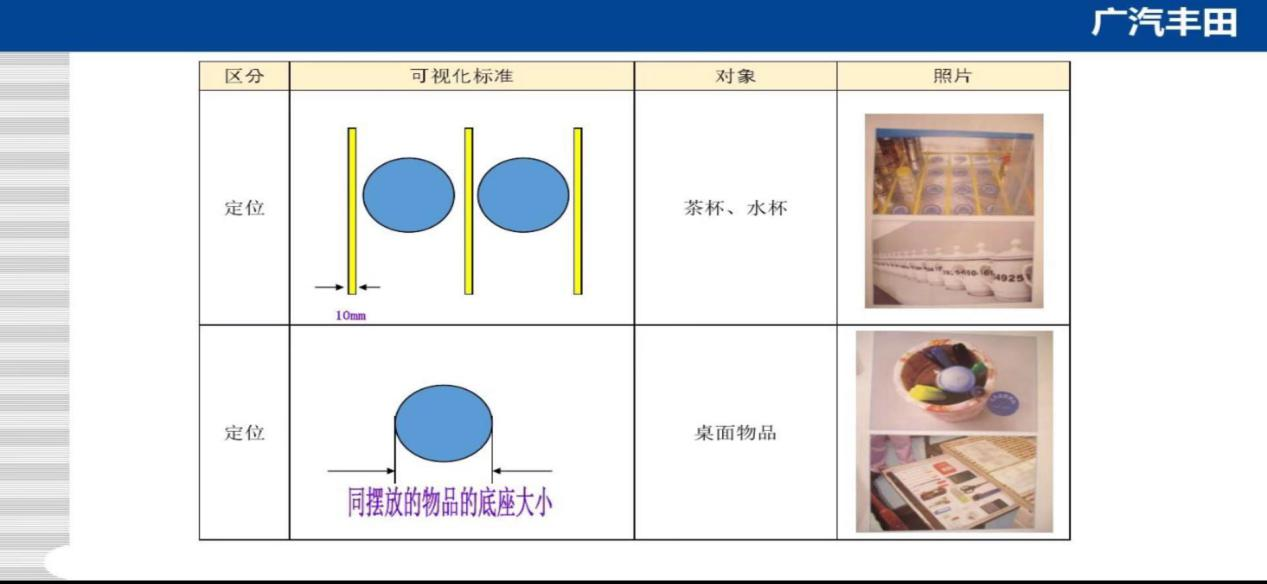 广汽丰田
区分 可视化标准 对象 照片
定位 茶杯、水杯
10mm
4925
定位 桌面物品
同摆放的物品的底座大小